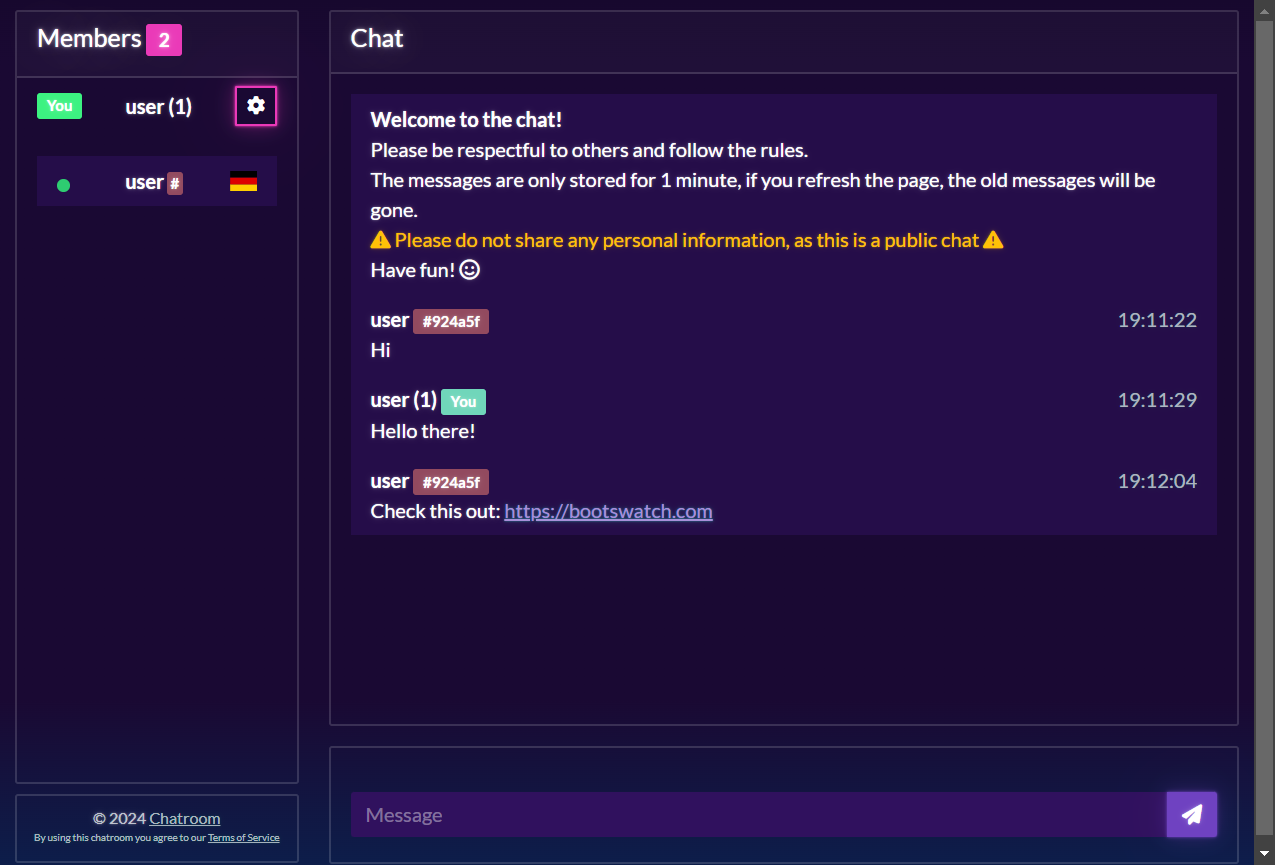 Members 2
You user (1)
user #
© 2024 Chatroom
By using this chatroom you agree to our Terms of Service
Chat
Welcome to the chat!
Please be respectful to others and follow the rules.
The messages are only stored for 1 minute, if you refresh the page, the old messages will be
gone.
Please do not share any personal information, as this is a public chat
Have fun!
user #924a5f 19:11:22
Hi
user (1) You 19:11:29
Hello there!
user #924a5f 19:12:04
Check this out: https://bootswatch.com
Message